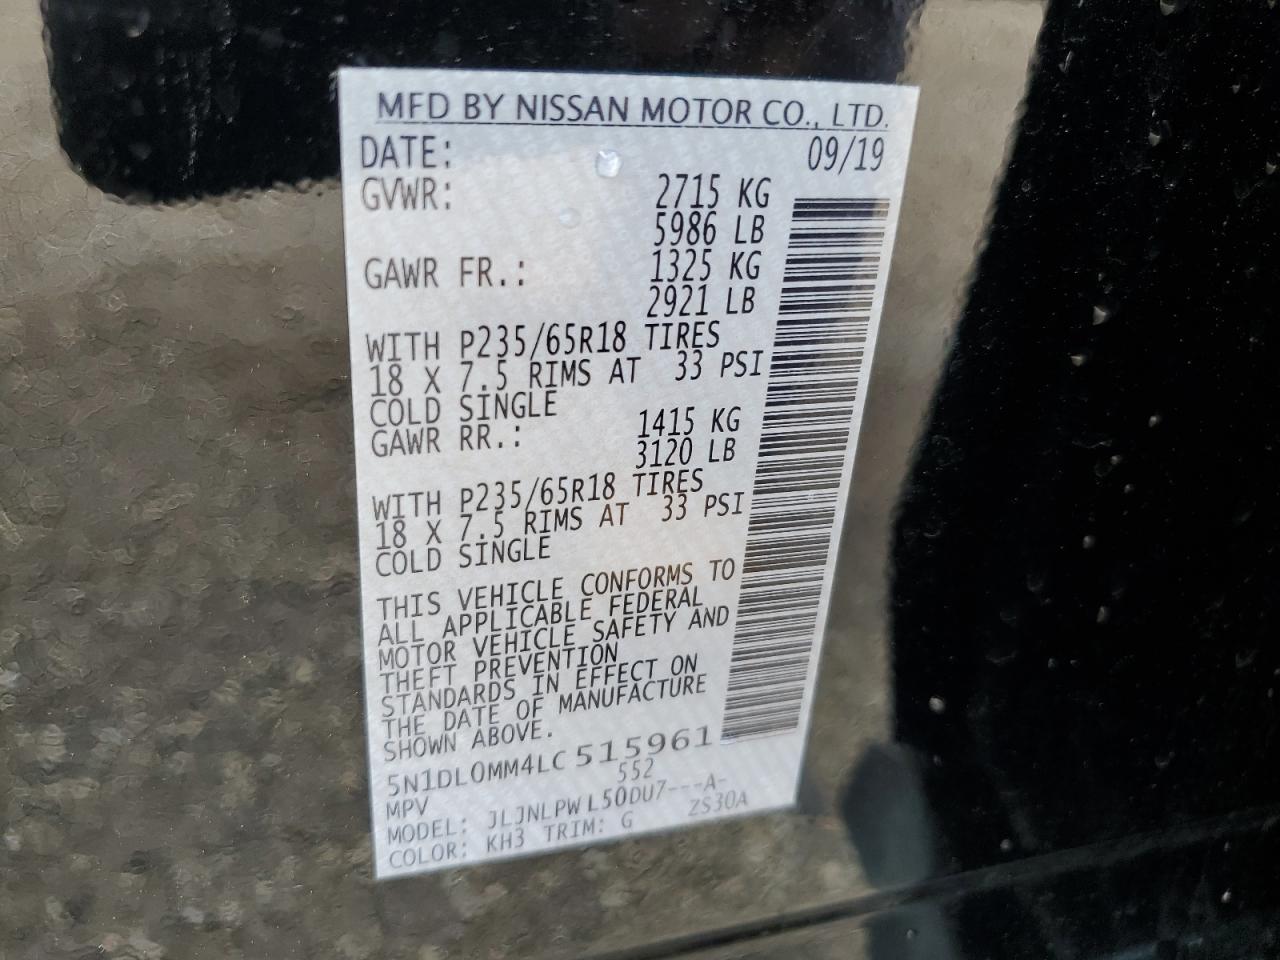 MFD BY NISSAN MOTOR CO., LTD.
DATE: 09/19
GVWR: 2715 KG
5986 LB
GAWR FR.: 1325 KG
2921 LB
WITH P235/65R18 TIRES
18 X 7.5 RIMS AT 33 PSI
COLD SINGLE
GAWR RR.: 1415 KG
3120 LB
WITH P235/65R18 TIRES
18 X 7.5 RIMS AT 33 PSI
COLD SINGLE
THIS VEHICLE CONFORMS TO
ALL APPLICABLE FEDERAL
MOTOR VEHICLE SAFETY AND
THEFT PREVENTION
STANDARDS IN EFFECT ON
THE DATE OF MANUFACTURE
SHOWN ABOVE.
5N1DL0MM4LC 515961
MPV 552
MODEL: JLJNLPW L50DU7---A-
COLOR: KH3 TRIM: G ZS30A